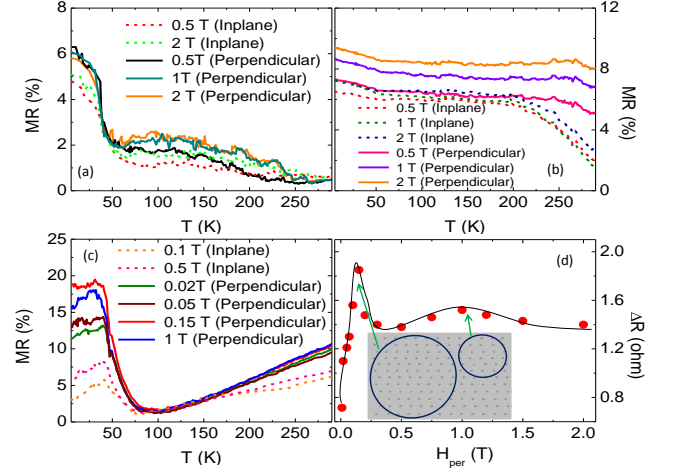 8
6
4
2
0
MR (%)
0.5 T (Inplane)
2 T (Inplane)
0.5T (Perpendicular)
1T (Perpendicular)
2 T (Perpendicular)
(a)
50 100 150 200 250
T (K)
12
8
4
0
MR (%)
0.5 T (Inplane)
1 T (Inplane)
2 T (Inplane)
0.5 T (Perpendicular)
1 T (Perpendicular)
2 T (Perpendicular)
(b)
50 100 150 200 250
T (K)
25
20
15
10
5
0
MR (%)
(c)
0.1 T (Inplane)
0.5 T (Inplane)
0.02T (Perpendicular)
0.05 T (Perpendicular)
0.15 T (Perpendicular)
1 T (Perpendicular)
50 100 150 200 250
T (K)
(d)
2.0
1.6
1.2
0.8
ΔR (ohm)
0.0 0.5 1.0 1.5 2.0
H_per (T)